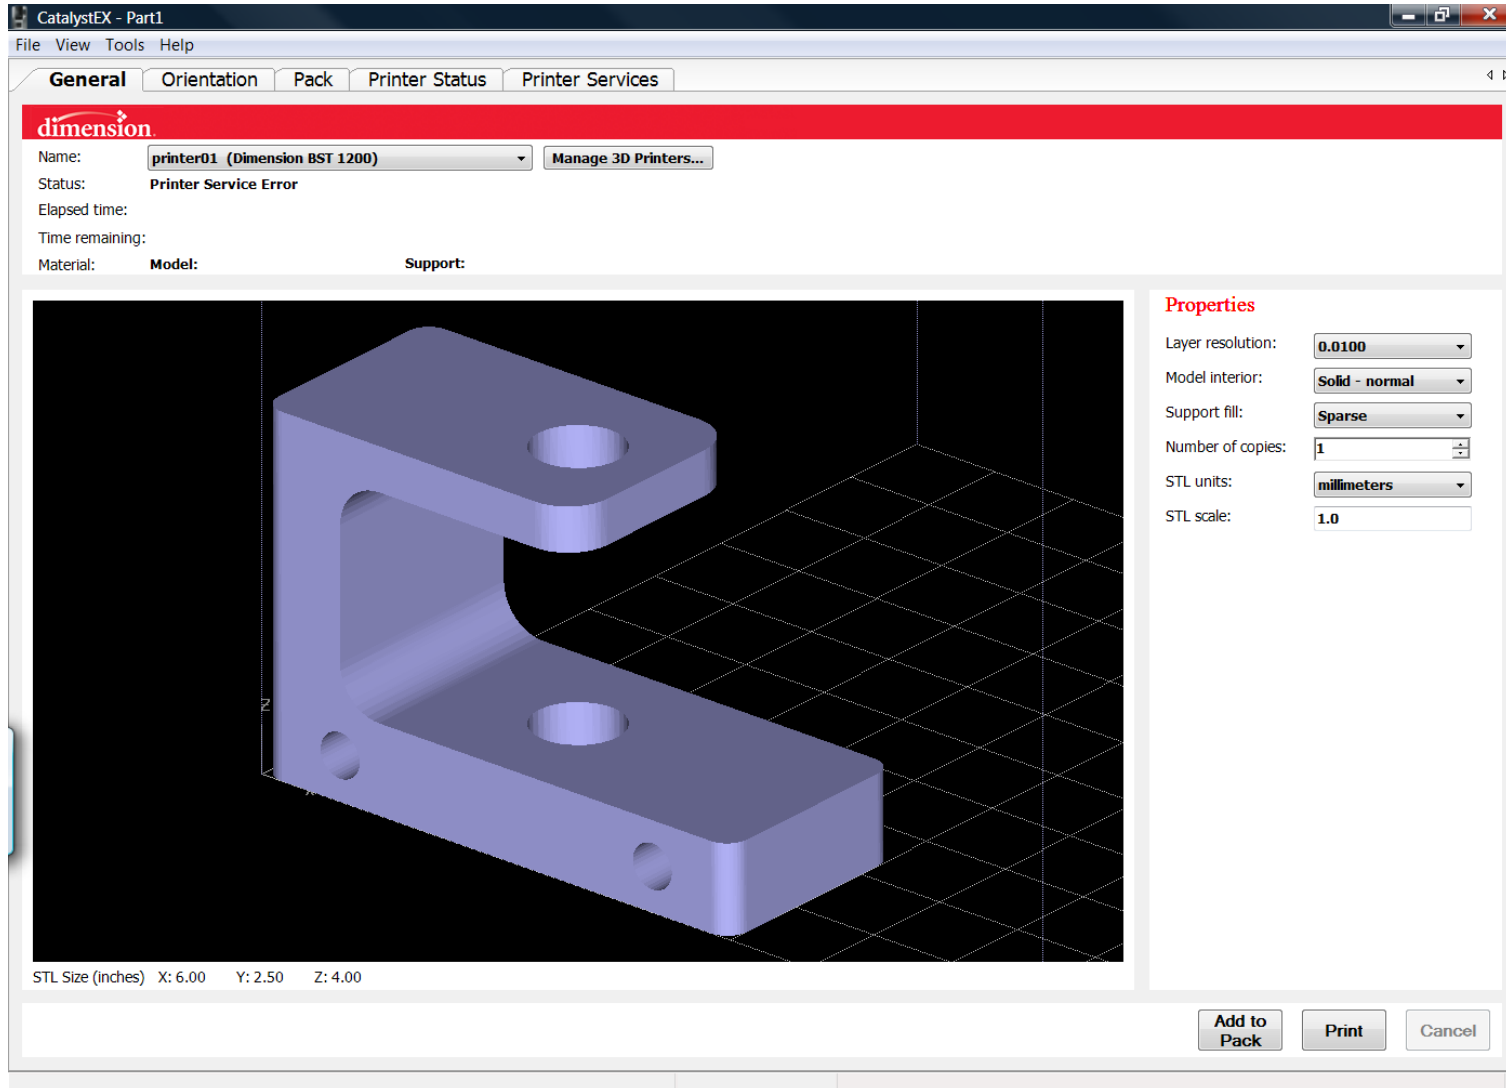 CatalystEX - Part1
File View Tools Help
General Orientation Pack Printer Status Printer Services
dimension.
Name: printer01 (Dimension BST 1200) Manage 3D Printers...
Status: Printer Service Error
Elapsed time:
Time remaining:
Material: Model: Support:
Properties
Layer resolution: 0.0100
Model interior: Solid - normal
Support fill: Sparse
Number of copies: 1
STL units: millimeters
STL scale: 1.0
Z
STL Size (inches) X: 6.00 Y: 2.50 Z: 4.00
Add to
Pack
Print
Cancel